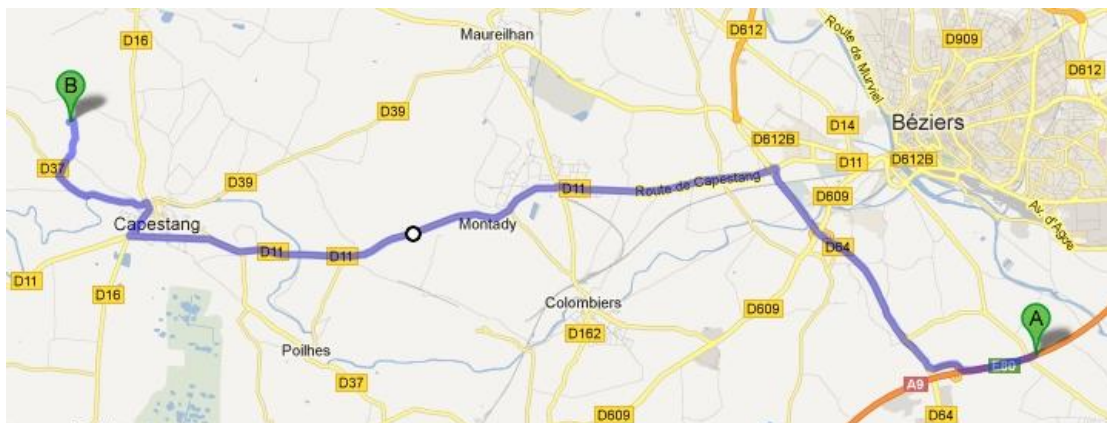 D16
Maureilhan
D612
Route de Murviel
D909
D612
B
D39
Béziers
D14
D612B
D11
D612B
D37
D39
D11
Route de Capestang
D609
Av. d'Agde
Capestang
Montady
D11
D11
D64
D11
D16
Colombiers
D609
A
Poilhes
D162
D37
E80
A9
D609
D64